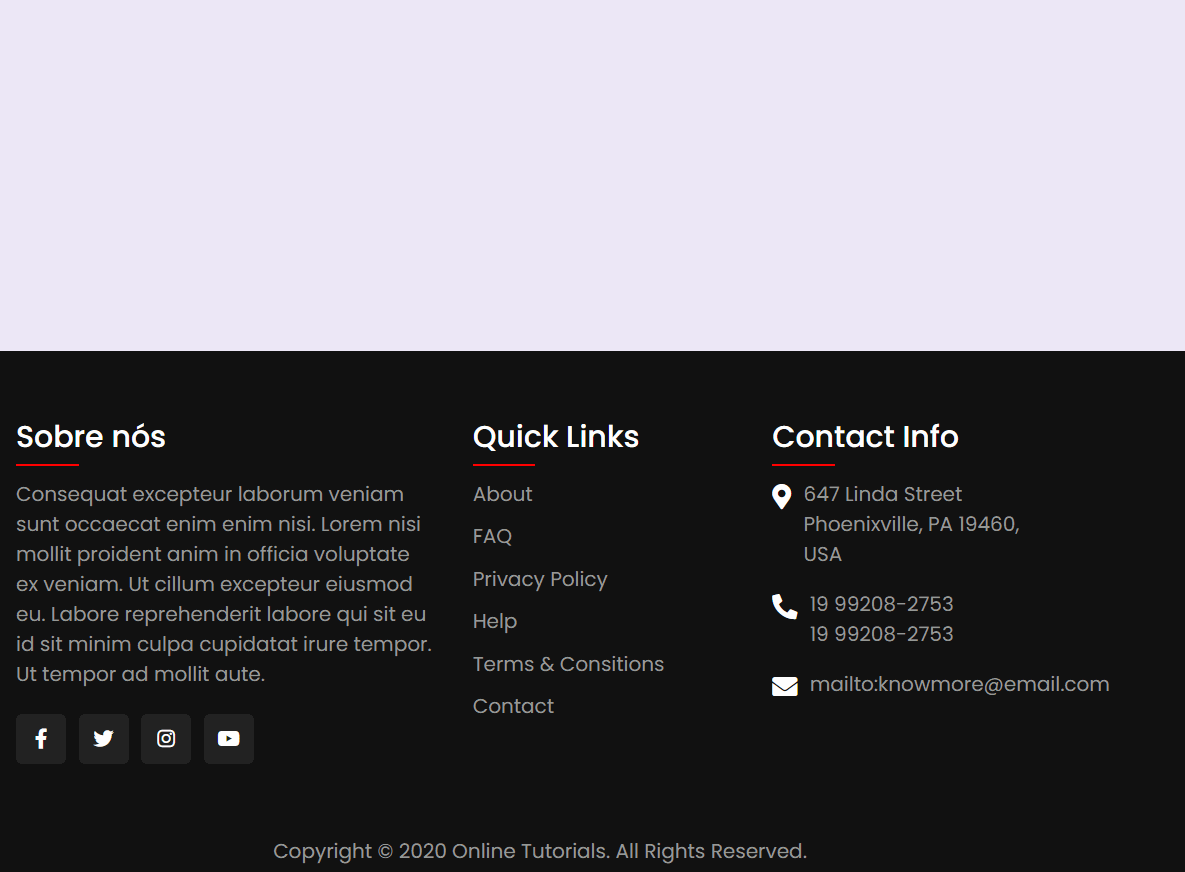 Sobre nós
Consequat excepteur laborum veniam
sunt occaecat enim enim nisi. Lorem nisi
mollit proident anim in officia voluptate
ex veniam. Ut cillum excepteur eiusmod
eu. Labore reprehenderit labore qui sit eu
id sit minim culpa cupidatat irure tempor.
Ut tempor ad mollit aute.
Quick Links
About
FAQ
Privacy Policy
Help
Terms & Consitions
Contact
Contact Info
647 Linda Street
Phoenixville, PA 19460,
USA
19 99208-2753
19 99208-2753
mailto:knowmore@email.com
Copyright © 2020 Online Tutorials. All Rights Reserved.